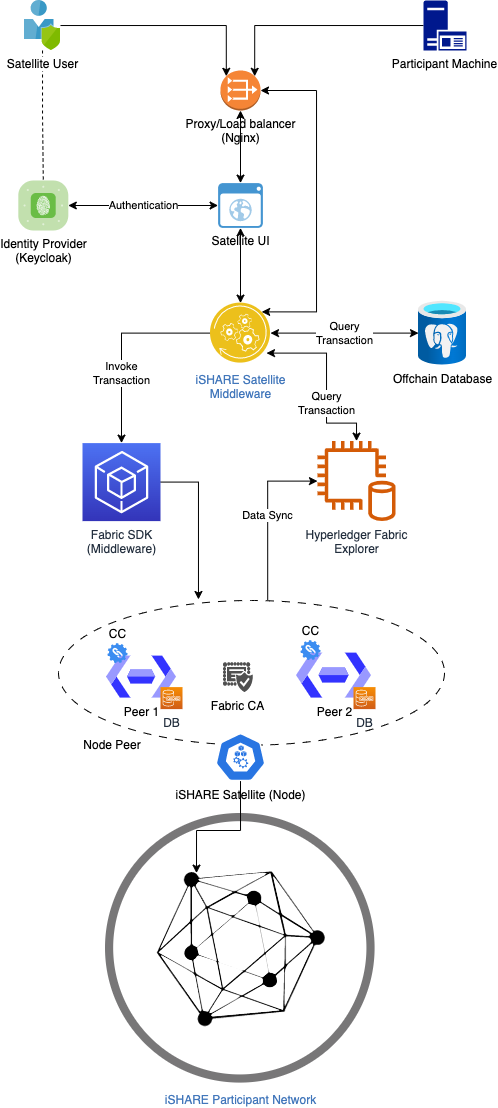 Satellite User
Participant Machine
Proxy/Load balancer
(Nginx)
Authentication
Identity Provider
(Keycloak)
Satellite UI
Query
Transaction
iSHARE Satellite
Middleware
Offchain Database
Invoke
Transaction
Query
Transaction
Fabric SDK
(Middleware)
Data Sync
Hyperledger Fabric
Explorer
CC
CC
Peer 1
DB
Fabric CA
Peer 2
DB
Node Peer
iSHARE Satellite (Node)
iSHARE Participant Network